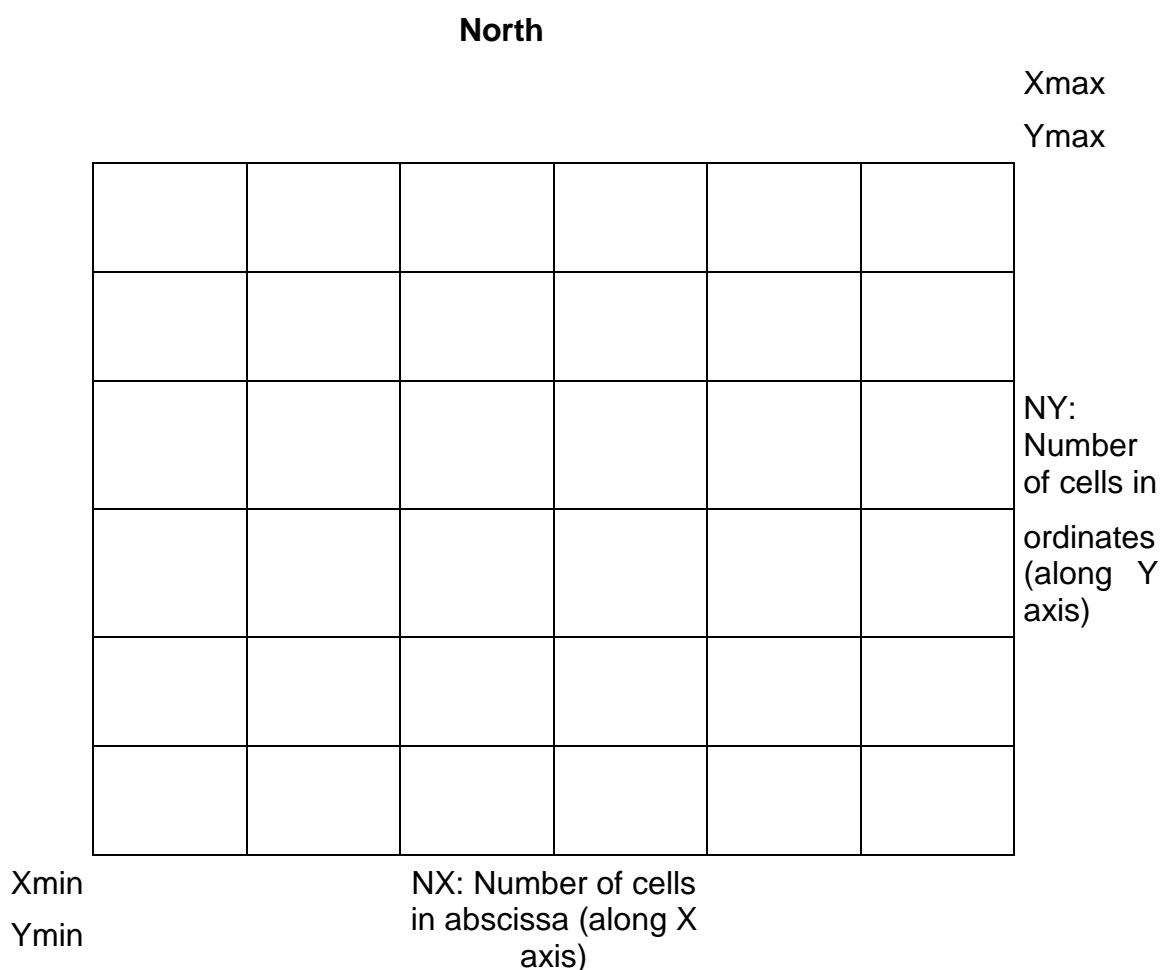 North
Xmax
Ymax
NY:
Number
of cells in
ordinates
(along Y
axis)
Xmin
Ymin
NX: Number of cells
in abscissa (along X
axis)